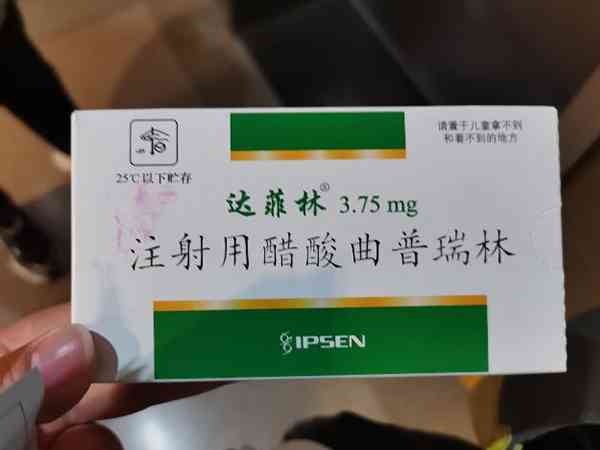 请置于儿童拿不到
和看不到的地方
25℃以下贮存
达菲林® 3.75 mg
注射用醋酸曲普瑞林
IPSEN